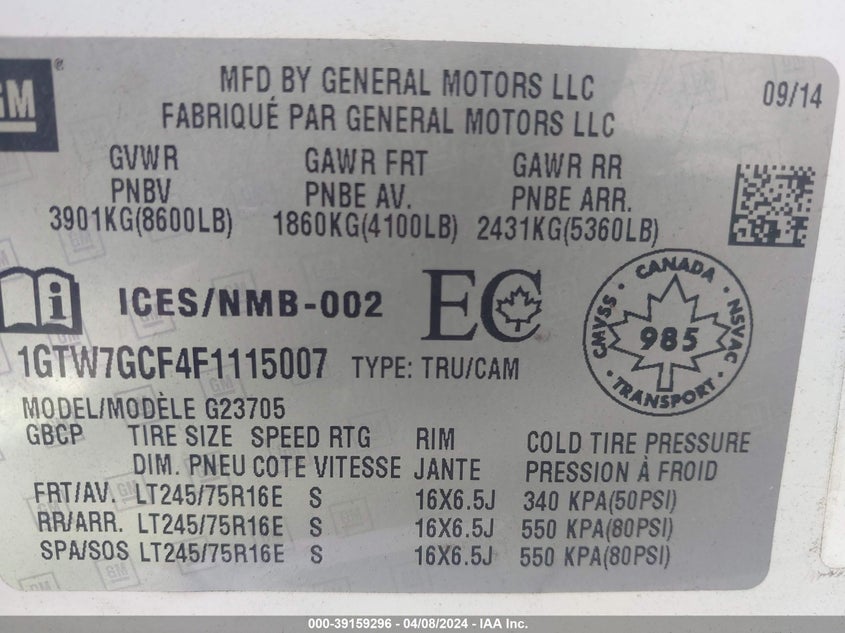 GM ®
MFD BY GENERAL MOTORS LLC
09/14
FABRIQUÉ PAR GENERAL MOTORS LLC
GVWR GAWR FRT GAWR RR
PNBV PNBE AV. PNBE ARR.
3901KG(8600LB) 1860KG(4100LB) 2431KG(5360LB)
i ICES/NMB-002 EC
CANADA
CMVSS NSVAC
985
TRANSPORT
1GTW7GCF4F1115007 TYPE: TRU/CAM
MODEL/MODÈLE G23705
GBCP TIRE SIZE SPEED RTG RIM COLD TIRE PRESSURE
DIM. PNEU COTE VITESSE JANTE PRESSION À FROID
FRT/AV. LT245/75R16E S 16X6.5J 340 KPA(50PSI)
RR/ARR. LT245/75R16E S 16X6.5J 550 KPA(80PSI)
SPA/SOS LT245/75R16E S 16X6.5J 550 KPA(80PSI)
000-39159296 - 04/08/2024 - IAA Inc.